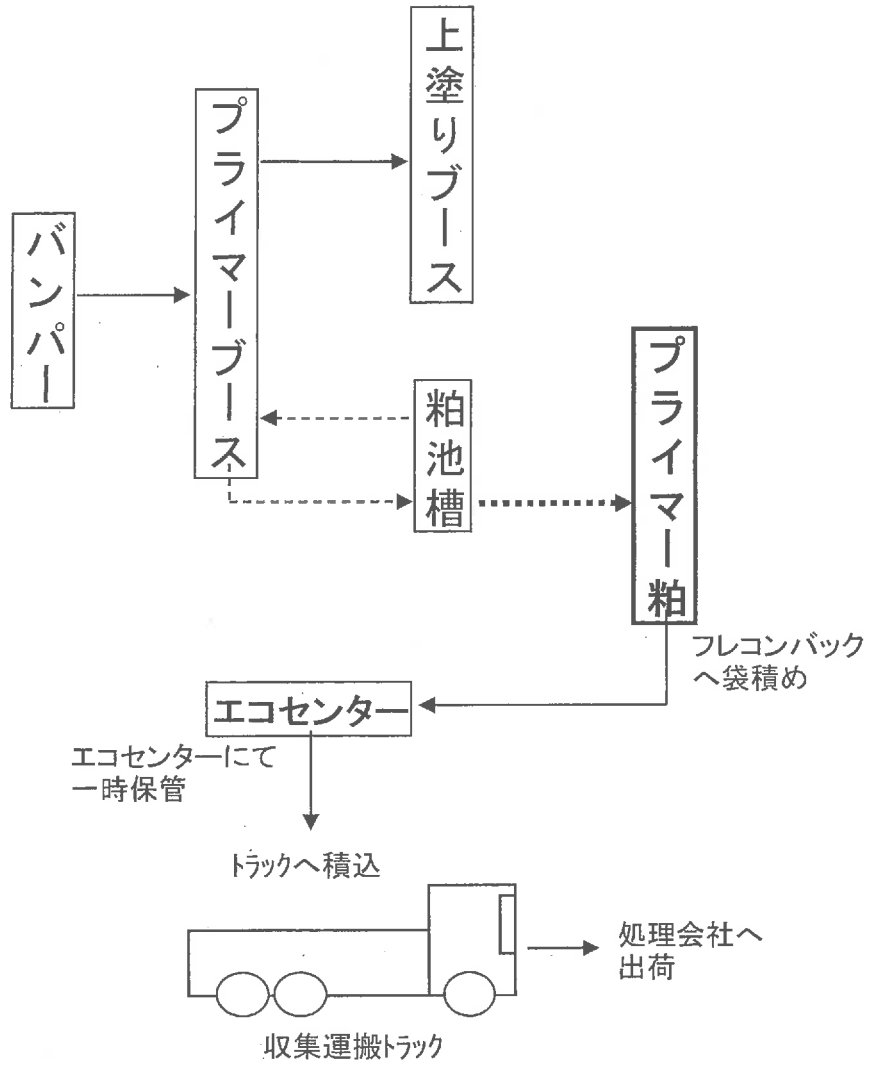 上塗りブース
プライマーブース
バンパー
粕池槽
プライマー粕
フレコンバック
へ袋積め
エコセンター
エコセンターにて
一時保管
トラックへ積込
処理会社へ
出荷
収集運搬トラック